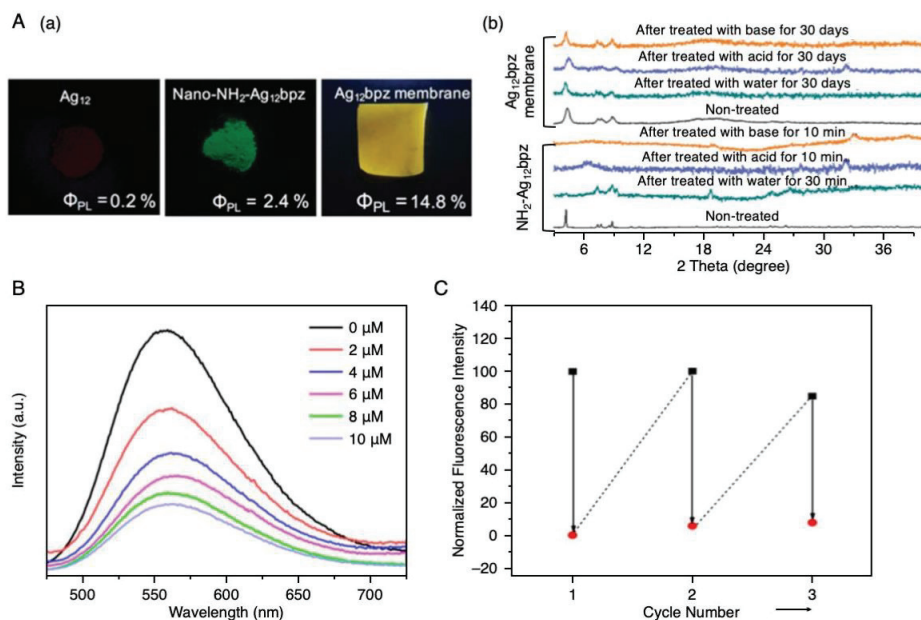 A (a)
Ag12
ΦPL = 0.2 %
Nano-NH2-Ag12bpz
ΦPL = 2.4 %
Ag12bpz membrane
ΦPL = 14.8 %
(b)
Ag12bpz
membrane
After treated with base for 30 days
After treated with acid for 30 days
After treated with water for 30 days
Non-treated
NH2-Ag12bpz
After treated with base for 10 min
After treated with acid for 10 min
After treated with water for 30 min
Non-treated
6 12 18 24 30 36
2 Theta (degree)
B
Intensity (a.u.)
0 μM
2 μM
4 μM
6 μM
8 μM
10 μM
500 550 600 650 700
Wavelength (nm)
C
Normalized Fluorescence Intensity
140
120
100
80
60
40
20
0
−20
1 2 3
Cycle Number